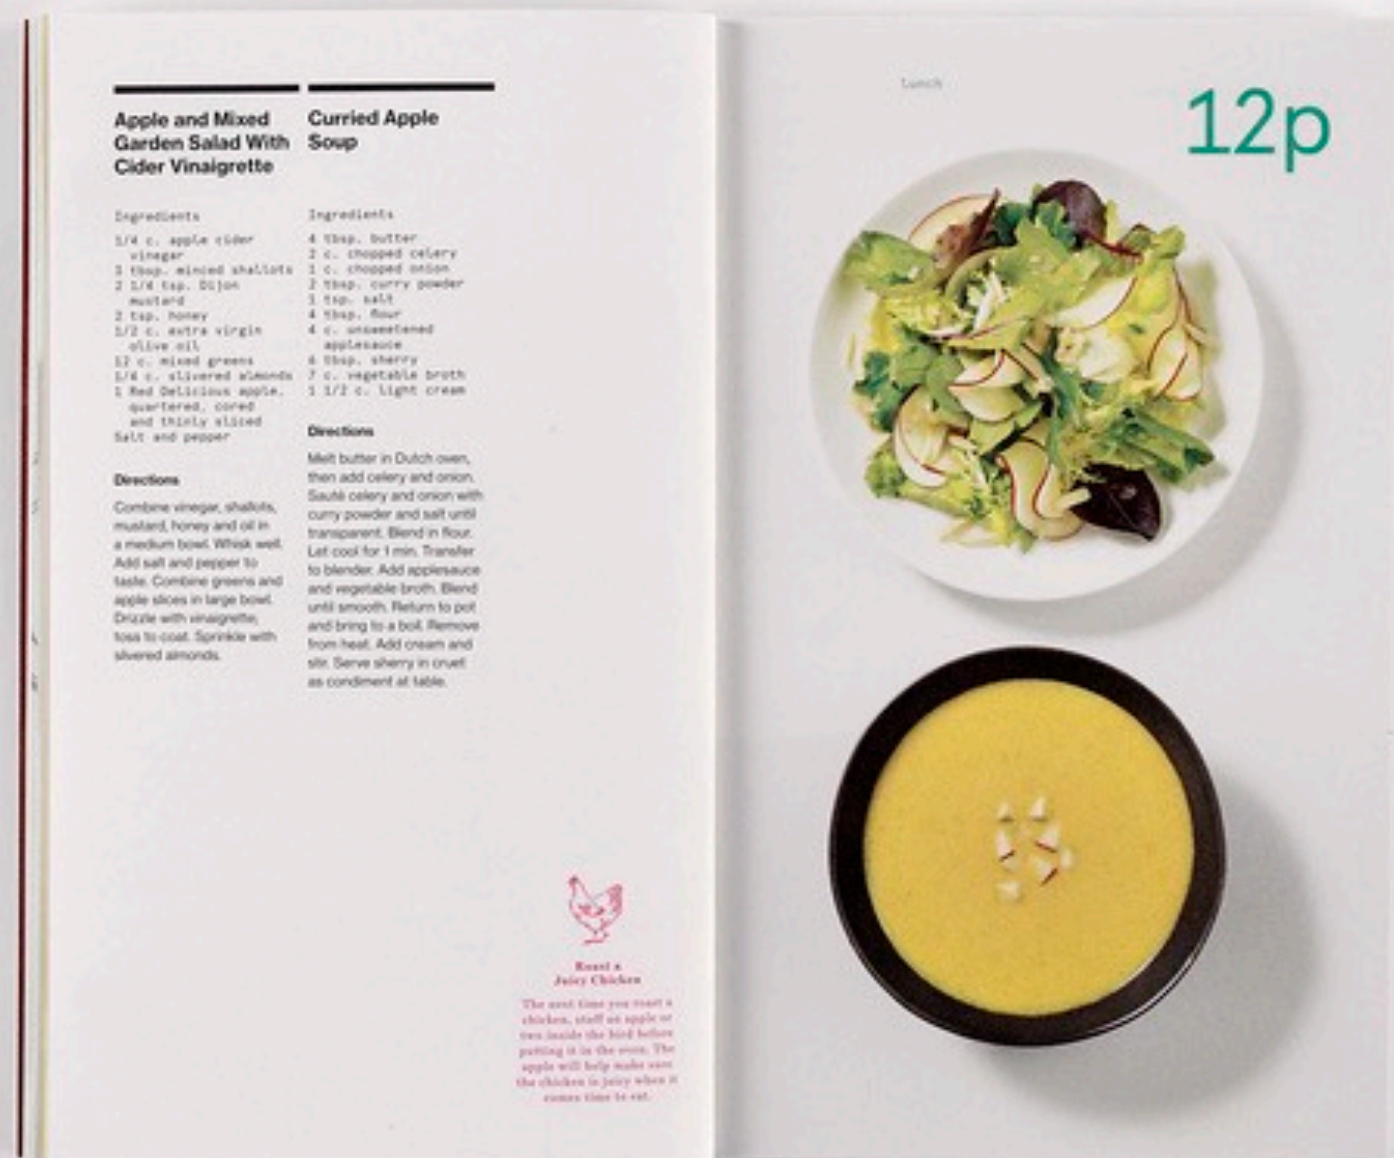 Apple and Mixed
Garden Salad With
Cider Vinaigrette
Ingredients
1/4 c. apple cider
vinegar
3 tbsp. minced shallots
2 1/4 tsp. Dijon
mustard
2 tsp. honey
1/2 c. extra virgin
olive oil
12 c. mixed greens
1/4 c. slivered almonds
1 Red Delicious apple,
quartered, cored
and thinly sliced
Salt and pepper
Directions
Combine vinegar, shallots,
mustard, honey and oil in
a medium bowl. Whisk well.
Add salt and pepper to
taste. Combine greens and
apple slices in large bowl.
Drizzle with vinaigrette;
toss to coat. Sprinkle with
slivered almonds.
Curried Apple
Soup
Ingredients
4 tbsp. butter
2 c. chopped celery
1 c. chopped onion
2 tbsp. curry powder
1 tsp. salt
4 tbsp. flour
4 c. unsweetened
applesauce
6 tbsp. sherry
7 c. vegetable broth
1 1/2 c. light cream
Directions
Melt butter in Dutch oven,
then add celery and onion.
Sauté celery and onion with
curry powder and salt until
transparent. Blend in flour.
Let cool for 1 min. Transfer
to blender. Add applesauce
and vegetable broth. Blend
until smooth. Return to pot
and bring to a boil. Remove
from heat. Add cream and
stir. Serve sherry in cruet
as condiment at table.
Roast a
Juicy Chicken
The next time you roast a
chicken, stuff an apple or
two inside the bird before
putting it in the oven. The
apple will help make sure
the chicken is juicy when it
comes time to eat.
Lunch
12p